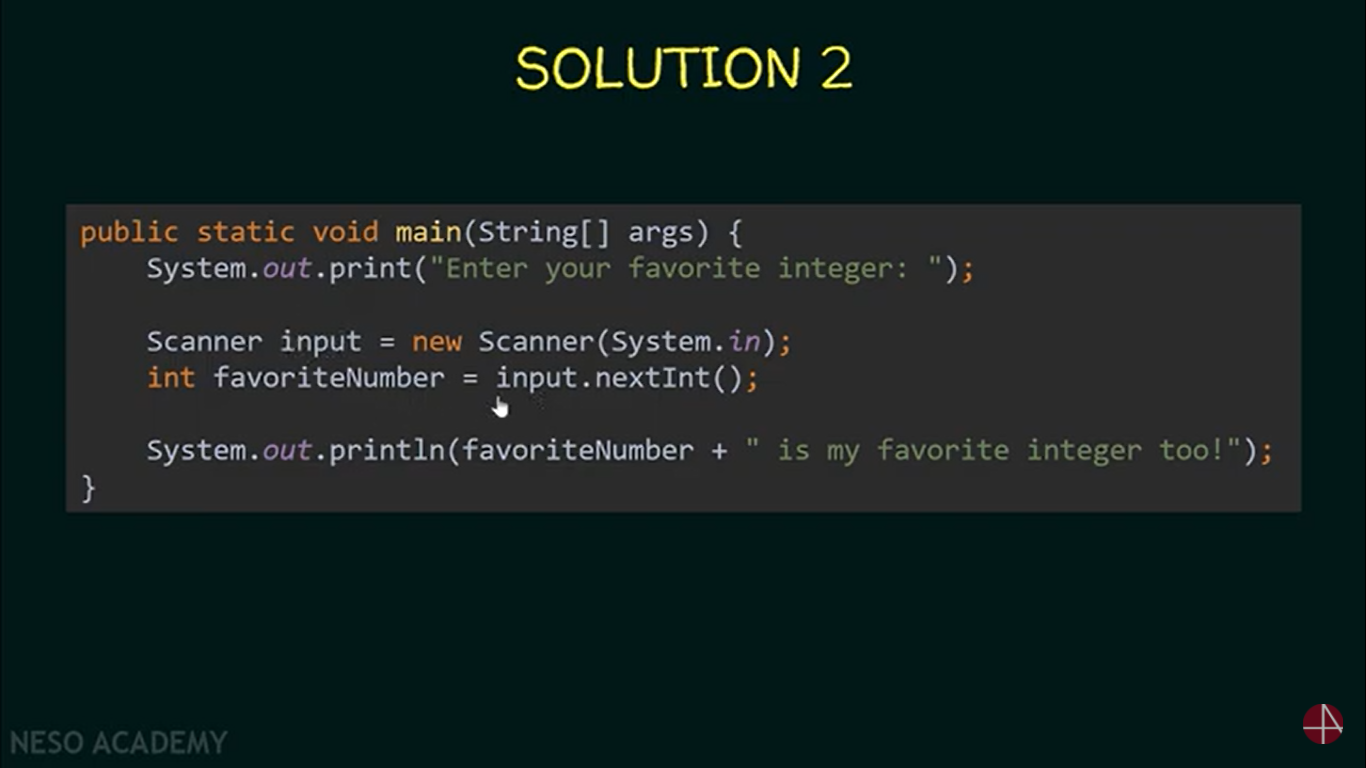 SOLUTION 2
public static void main(String[] args) {
    System.out.print("Enter your favorite integer: ");
    Scanner input = new Scanner(System.in);
    int favoriteNumber = input.nextInt();
    System.out.println(favoriteNumber + " is my favorite integer too!");
}
NESO ACADEMY